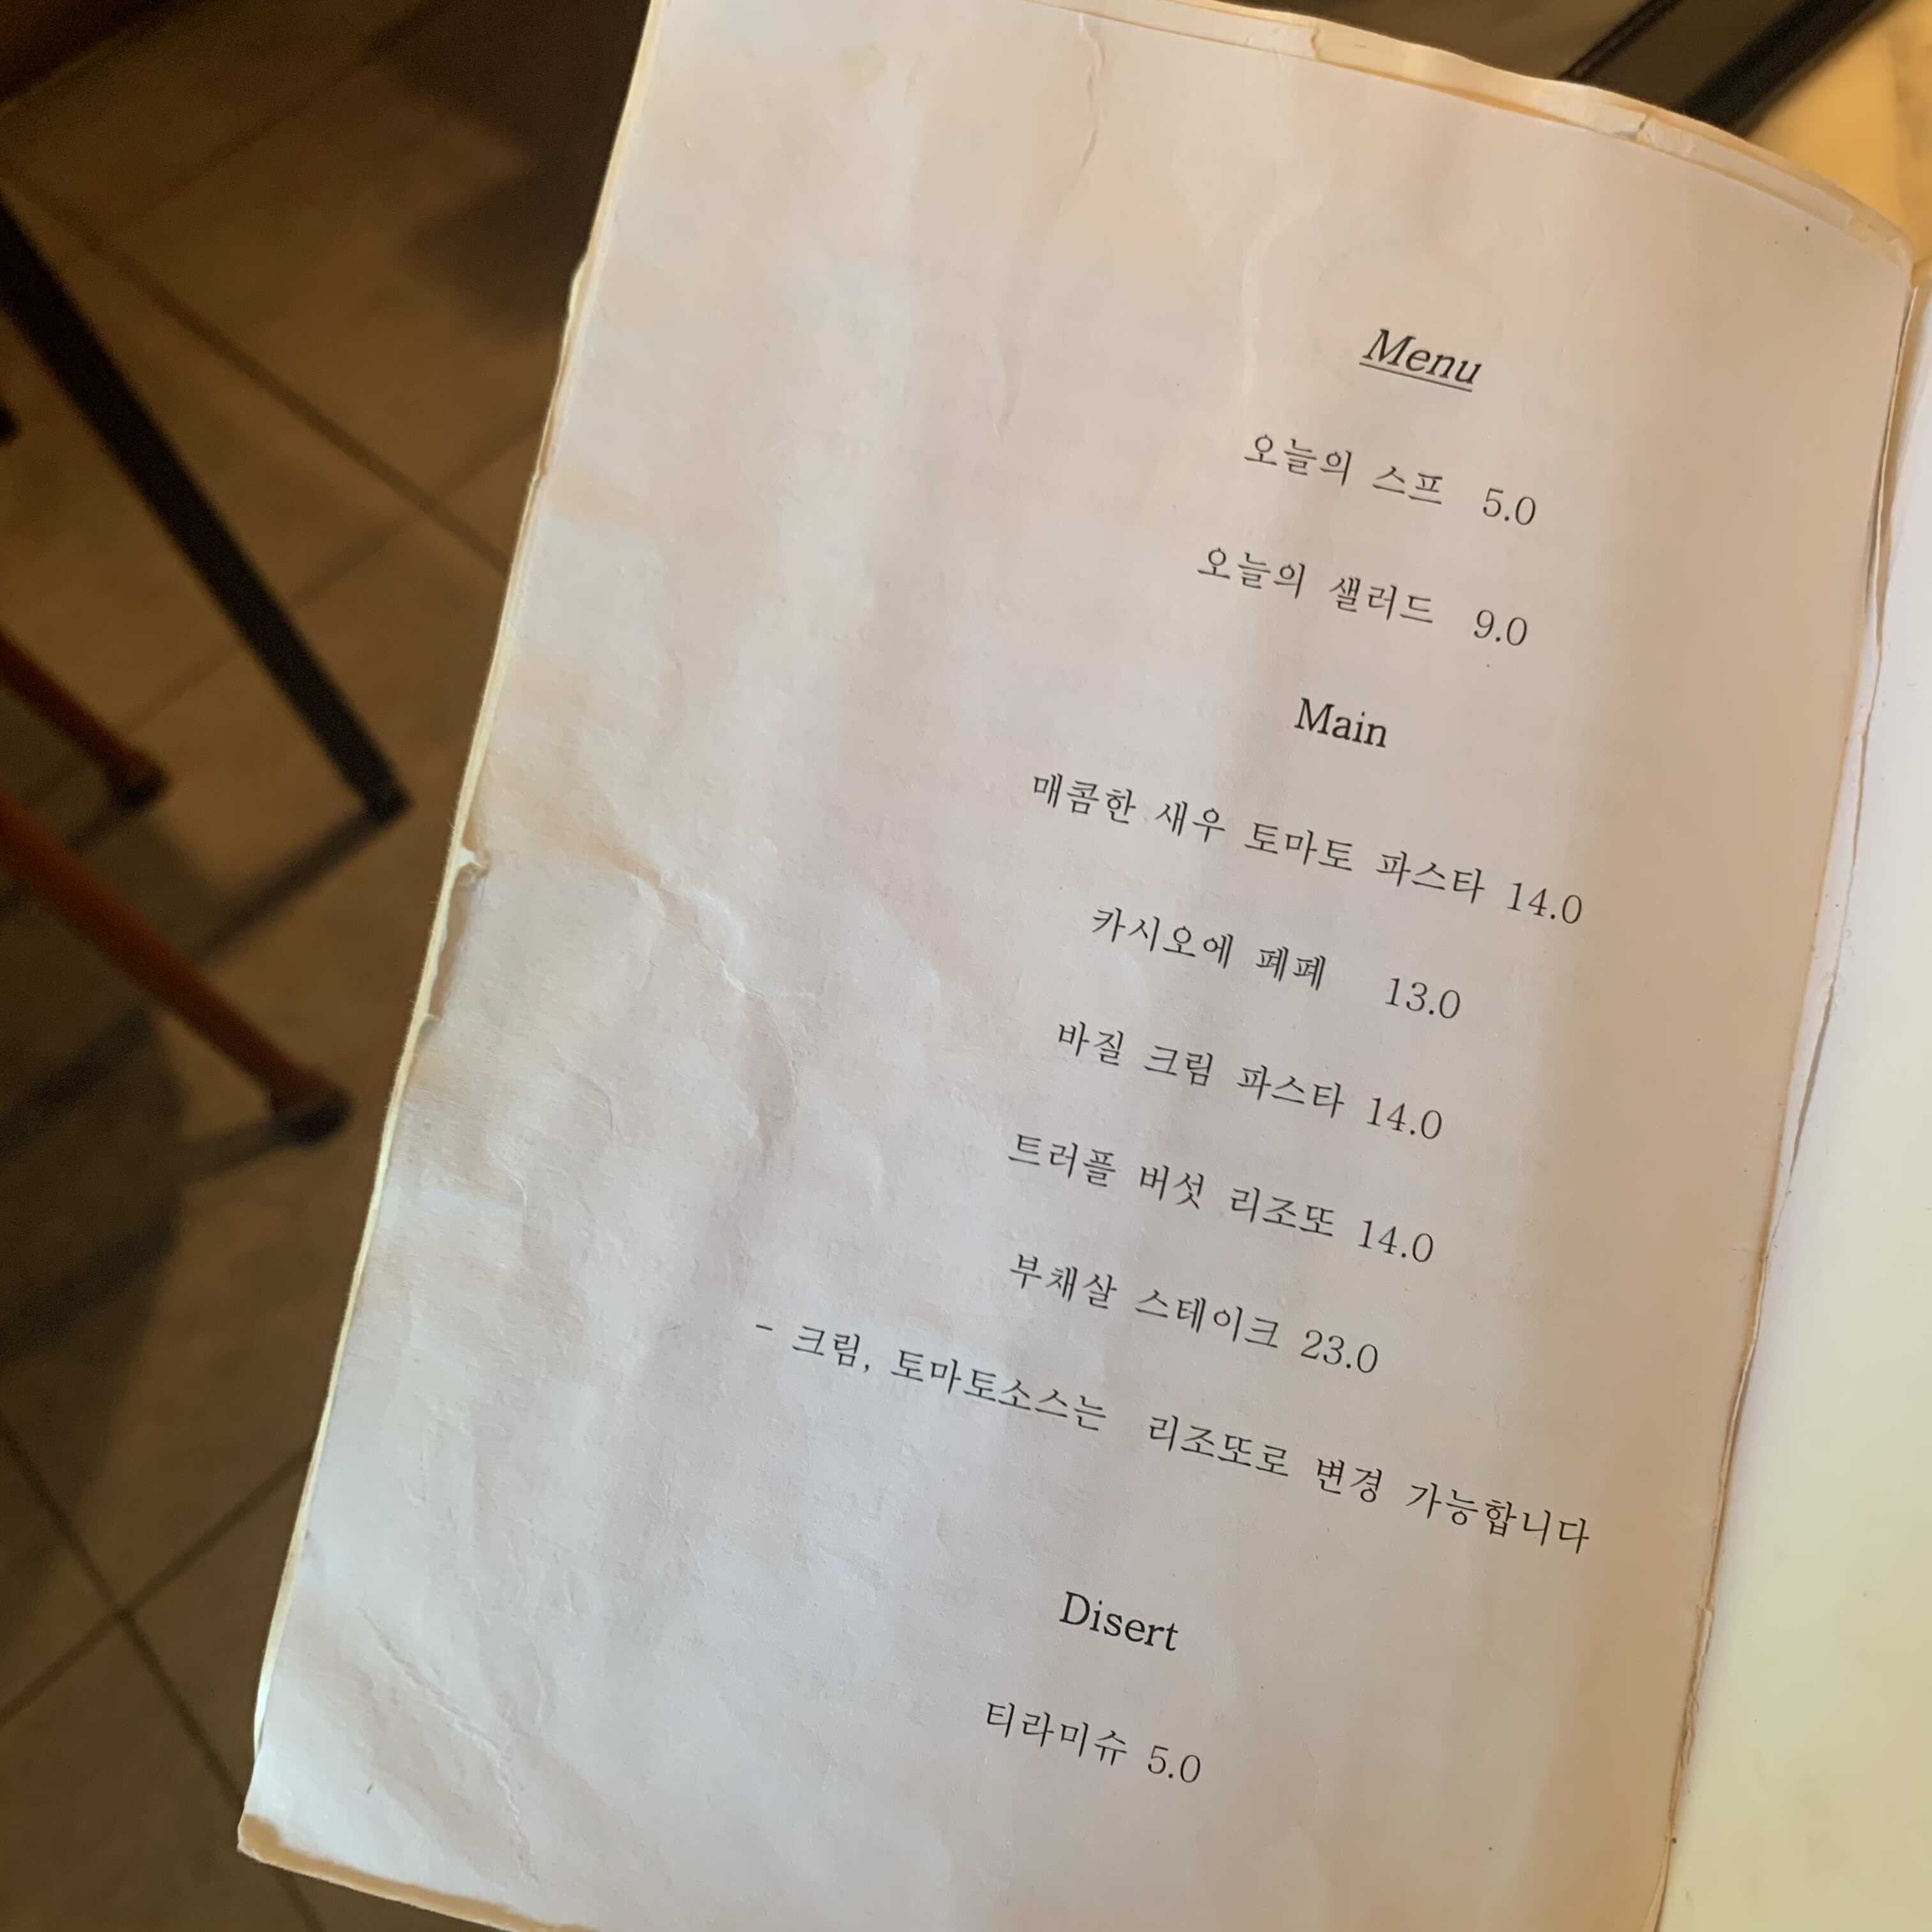 Menu
오늘의 스프 5.0
오늘의 샐러드 9.0
Main
매콤한 새우 토마토 파스타 14.0
카시오에 폐폐 13.0
바질 크림 파스타 14.0
트러플 버섯 리조또 14.0
부채살 스테이크 23.0
- 크림, 토마토소스는 리조또로 변경 가능합니다
Disert
티라미슈 5.0